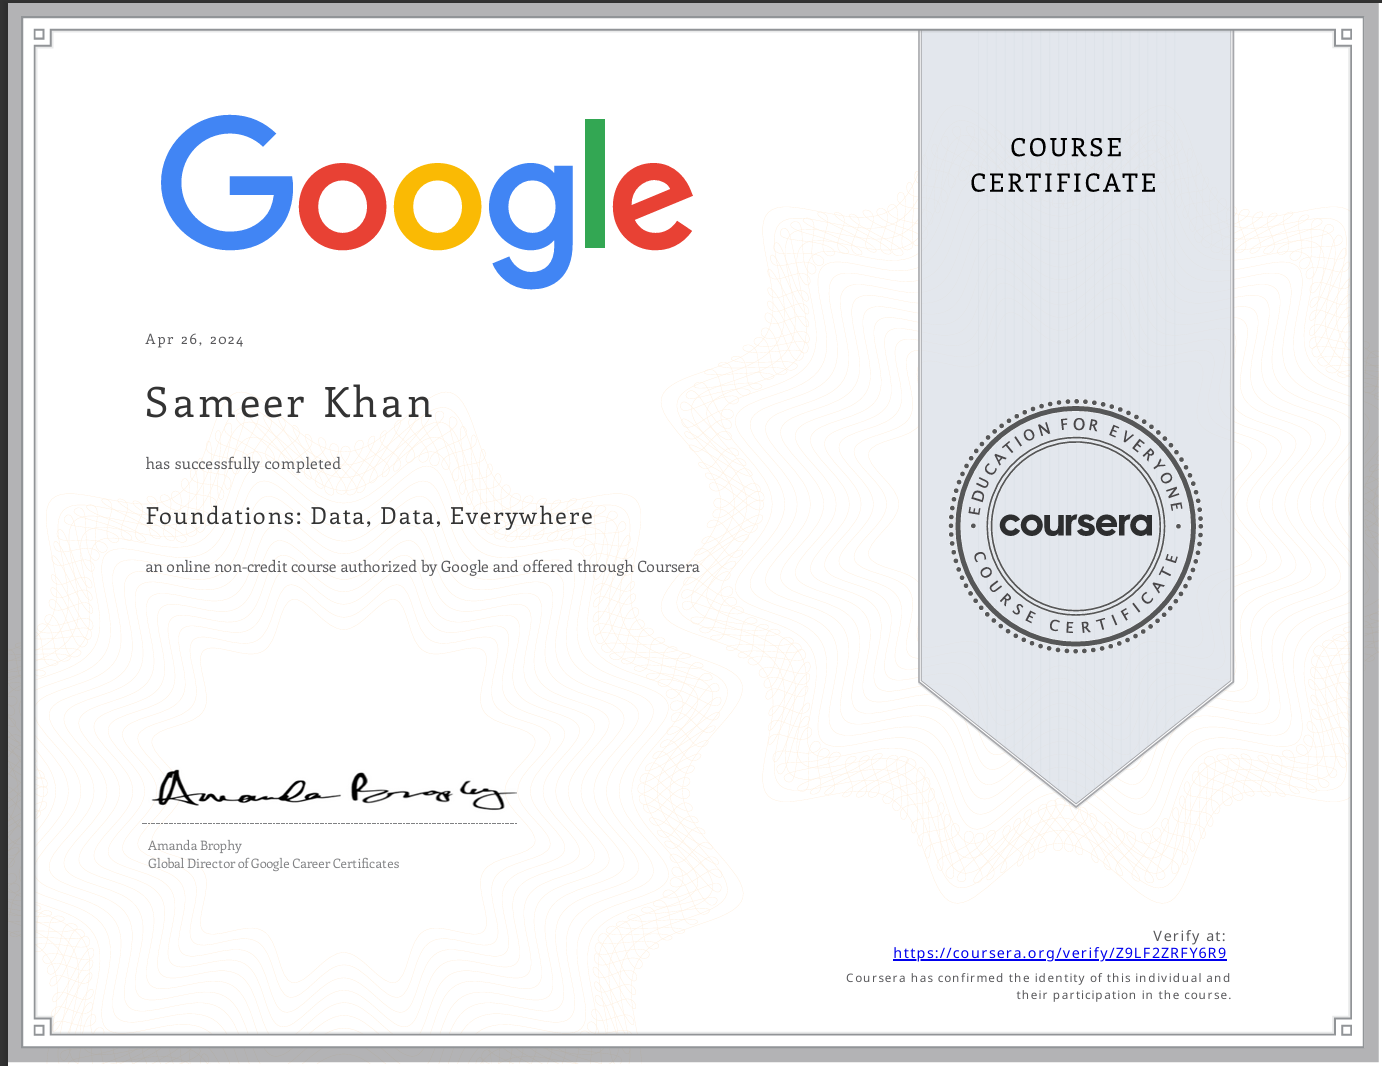 Google
COURSE
CERTIFICATE
Apr 26, 2024
Sameer Khan
has successfully completed
Foundations: Data, Data, Everywhere
an online non-credit course authorized by Google and offered through Coursera
EDUCATION FOR EVERYONE
coursera
COURSE CERTIFICATE
Amanda Brophy
Amanda Brophy
Global Director of Google Career Certificates
Verify at:
https://coursera.org/verify/Z9LF2ZRFY6R9
Coursera has confirmed the identity of this individual and
their participation in the course.